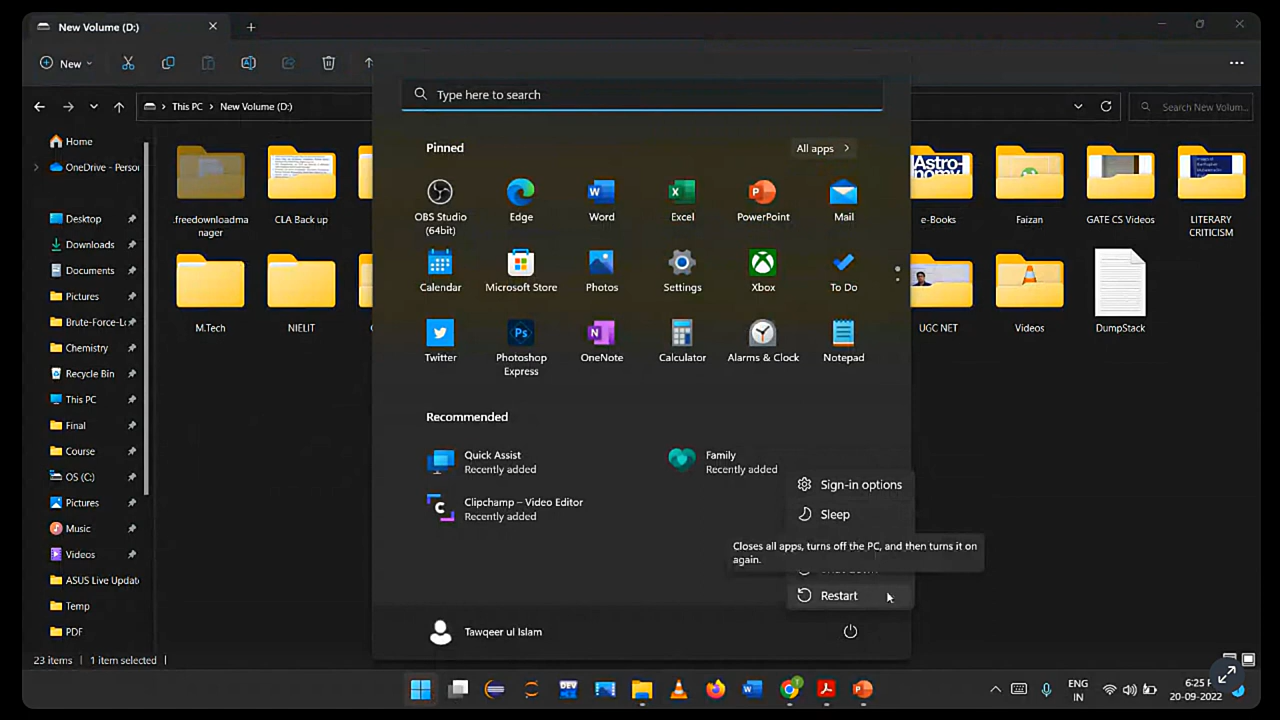 New Volume (D:)
New
This PC > New Volume (D:)
Search New Volum...
Type here to search
Pinned
All apps >
OBS Studio
(64bit)
Edge
Word
Excel
PowerPoint
Mail
Calendar
Microsoft Store
Photos
Settings
Xbox
To Do
Twitter
Photoshop
Express
OneNote
Calculator
Alarms & Clock
Notepad
Recommended
Quick Assist
Recently added
Family
Recently added
Clipchamp – Video Editor
Recently added
Sign-in options
Sleep
Closes all apps, turns off the PC, and then turns it on
again.
Restart
Tawqeer ul Islam
Home
OneDrive - Person
Desktop
Downloads
Documents
Pictures
Brute-Force-Lo
Chemistry
Recycle Bin
This PC
Final
Course
OS (C:)
Pictures
Music
Videos
ASUS Live Updat
Temp
PDF
.freedownloadma
nager
CLA Back up
Astro-
nomy
e-Books
Faizan
GATE CS Videos
LITERARY
CRITICISM
M.Tech
NIELIT
UGC NET
Videos
DumpStack
23 items
1 item selected
DEV
ENG
IN
6:25
20-09-2022